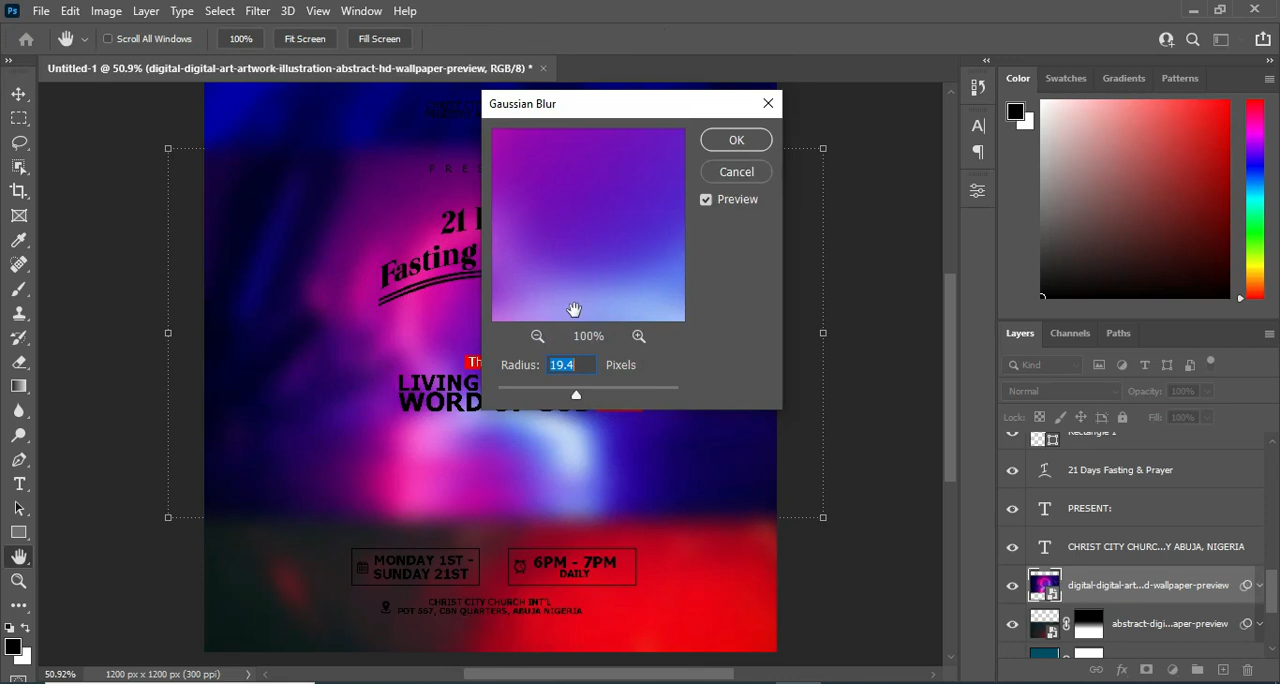 Ps File Edit Image Layer Type Select Filter 3D View Window Help
Scroll All Windows 100% Fit Screen Fill Screen
Untitled-1 @ 50.9% (digital-digital-art-artwork-illustration-abstract-hd-wallpaper-preview, RGB/8) *
P R E S
21
Fasting
Th
LIVING
WORD OF GOD
MONDAY 1ST -
SUNDAY 21ST
6PM - 7PM
DAILY
CHRIST CITY CHURCH INT'L
POT 567, CBN QUARTERS, ABUJA NIGERIA
Gaussian Blur
OK
Cancel
Preview
100%
Radius: 19.4 Pixels
Color Swatches Gradients Patterns
Layers Channels Paths
Kind
Normal Opacity: 100%
Lock: Fill: 100%
Rectangle 1
21 Days Fasting & Prayer
PRESENT:
CHRIST CITY CHURC...Y ABUJA, NIGERIA
digital-digital-art...d-wallpaper-preview
abstract-digi...aper-preview
50.92% 1200 px x 1200 px (300 ppi)